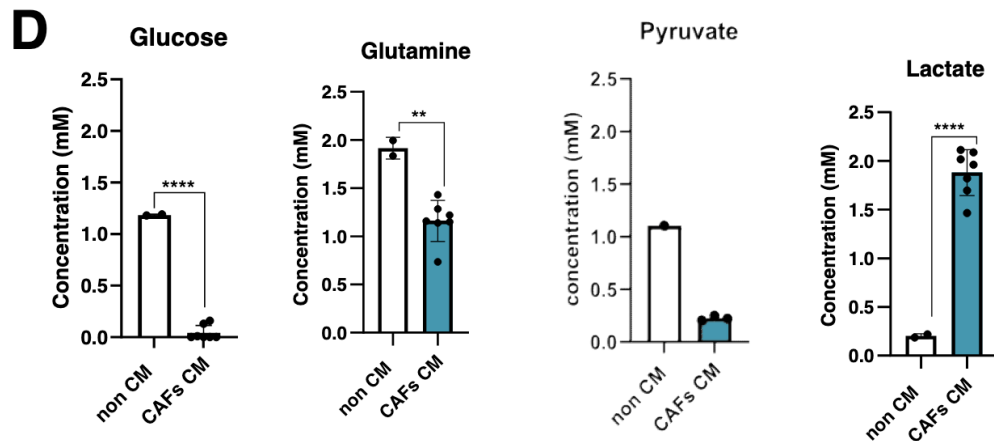 D
Glucose
Concentration (mM)
2.5
2.0
1.5
1.0
0.5
0.0
****
non CM
CAFs CM
Glutamine
Concentration (mM)
2.5
2.0
1.5
1.0
0.5
0.0
**
non CM
CAFs CM
Pyruvate
concentration (mM)
2.5
2.0
1.5
1.0
0.5
0.0
non CM
CAFs CM
Lactate
Concentration (mM)
2.5
2.0
1.5
1.0
0.5
0.0
****
non CM
CAFs CM